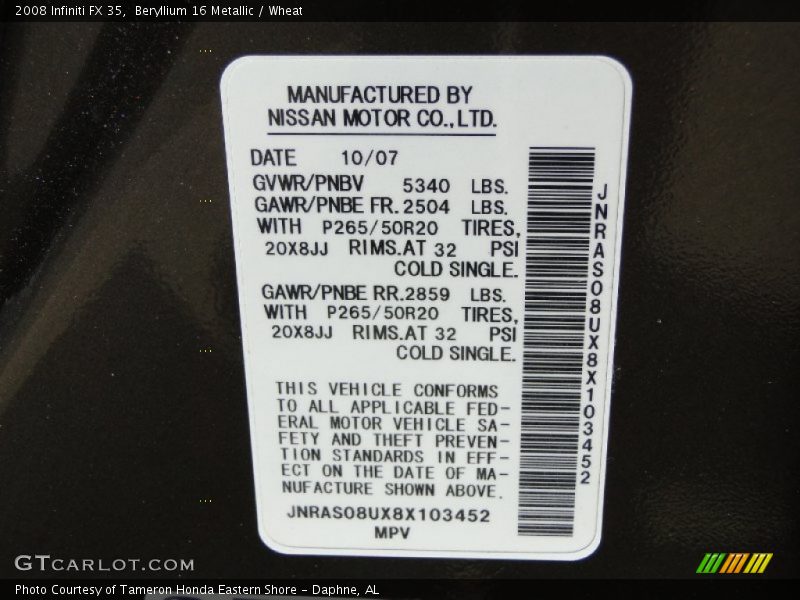 2008 Infiniti FX 35,  Beryllium 16 Metallic / Wheat
MANUFACTURED BY
NISSAN MOTOR CO.,LTD.
DATE 10/07
GVWR/PNBV 5340 LBS.
GAWR/PNBE FR.2504 LBS.
WITH P265/50R20 TIRES,
20X8JJ RIMS.AT 32 PSI
COLD SINGLE.
GAWR/PNBE RR.2859 LBS.
WITH P265/50R20 TIRES,
20X8JJ RIMS.AT 32 PSI
COLD SINGLE.
THIS VEHICLE CONFORMS
TO ALL APPLICABLE FED-
ERAL MOTOR VEHICLE SA-
FETY AND THEFT PREVEN-
TION STANDARDS IN EFF-
ECT ON THE DATE OF MA-
NUFACTURE SHOWN ABOVE.
JNRAS08UX8X103452
MPV
JNRAS08UX8X103452
GTCARLOT.COM
Photo Courtesy of Tameron Honda Eastern Shore - Daphne, AL